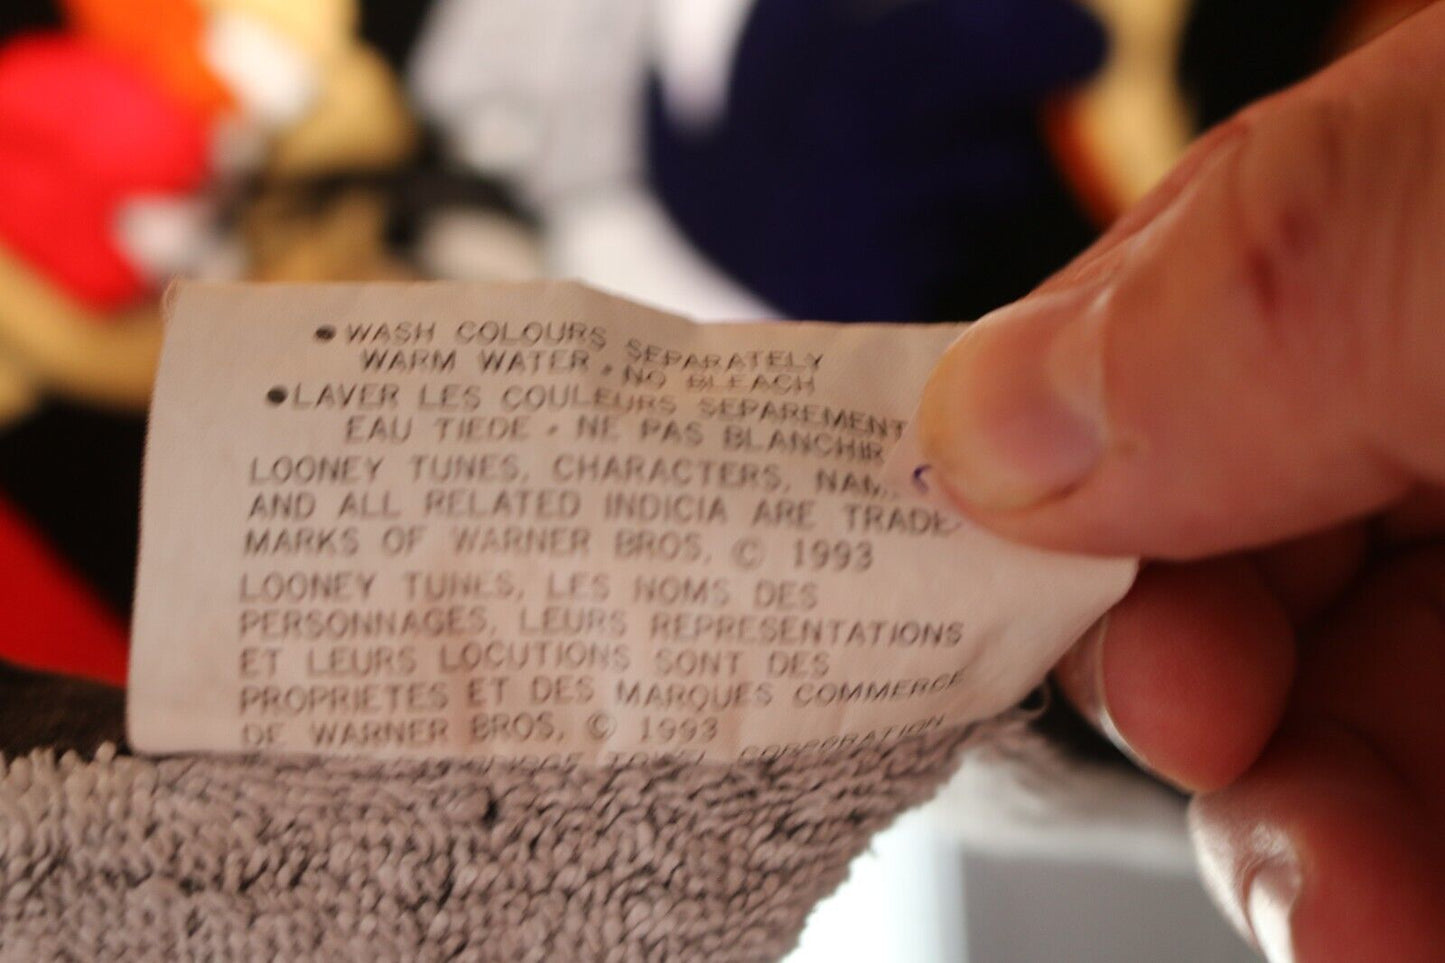 ● WASH COLOURS SEPARATELY
WARM WATER • NO BLEACH
● LAVER LES COULEURS SEPAREMENT
EAU TIEDE • NE PAS BLANCHIR
LOONEY TUNES, CHARACTERS,
AND ALL RELATED INDICIA ARE TRADE-
MARKS OF WARNER BROS. © 1993
LOONEY TUNES, LES NOMS DES
PERSONNAGES, LEURS REPRESENTATIONS
ET LEURS LOCUTIONS SONT DES
PROPRIETES ET DES MARQUES COMMERCE
DE WARNER BROS. © 1993
TOWEL CORPORATION